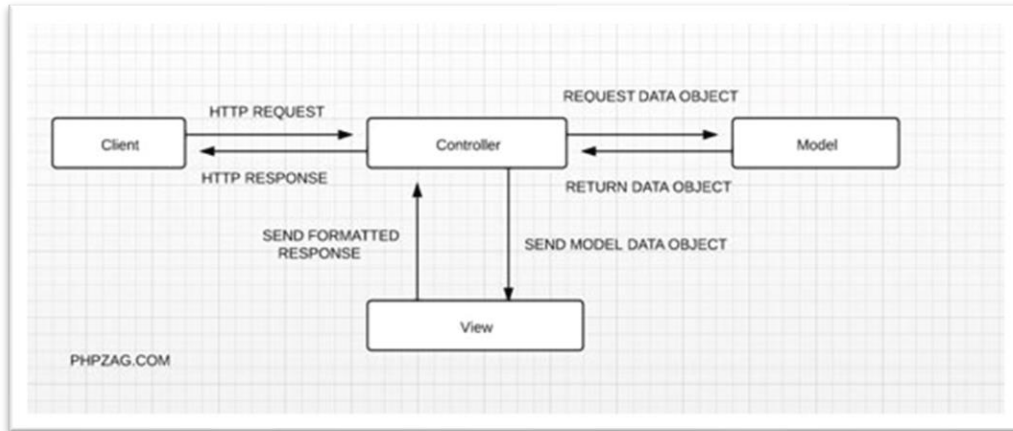 HTTP REQUEST
REQUEST DATA OBJECT
Client
Controller
Model
HTTP RESPONSE
RETURN DATA OBJECT
SEND FORMATTED
RESPONSE
SEND MODEL DATA OBJECT
View
PHPZAG.COM